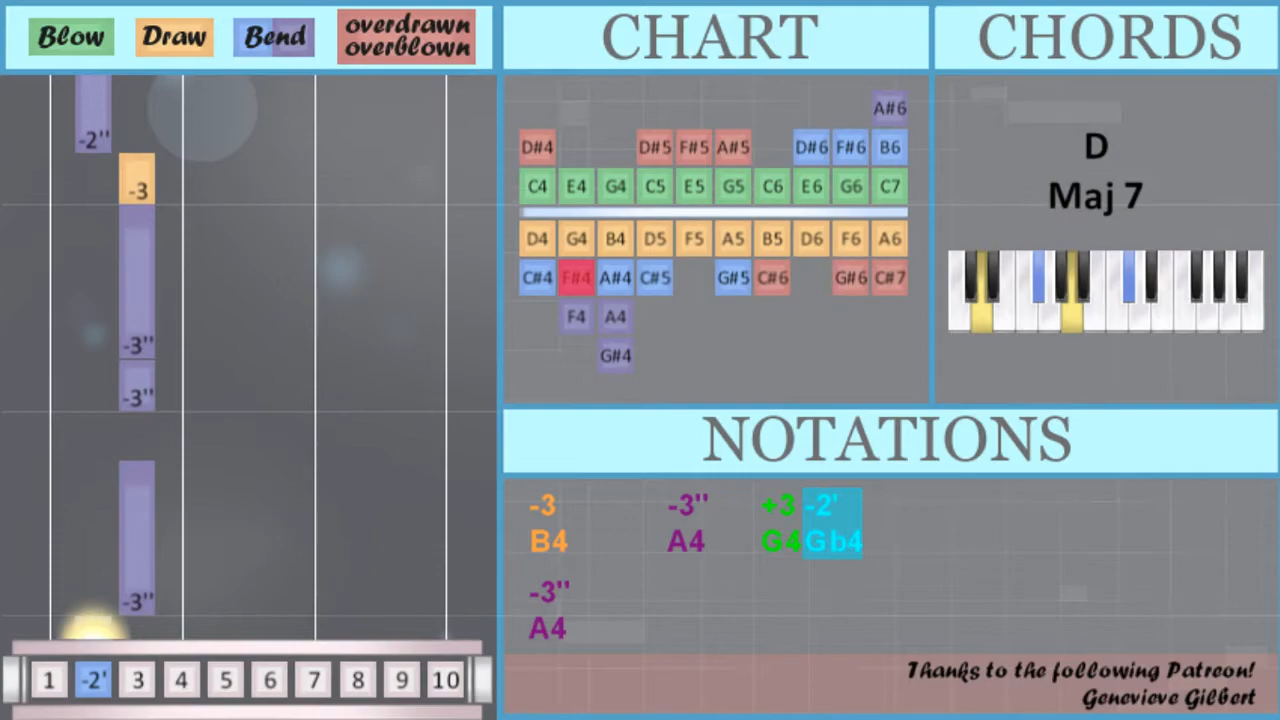 Blow Draw Bend overdrawn
overblown
-2''
-3
-3''
-3''
-3''
1 -2' 3 4 5 6 7 8 9 10
CHART
A#6
D#4 D#5 F#5 A#5 D#6 F#6 B6
C4 E4 G4 C5 E5 G5 C6 E6 G6 C7
D4 G4 B4 D5 F5 A5 B5 D6 F6 A6
C#4 F#4 A#4 C#5 G#5 C#6 G#6 C#7
F4 A4
G#4
CHORDS
D
Maj 7
NOTATIONS
-3 -3'' +3 -2'
B4 A4 G4 Gb4
-3''
A4
Thanks to the following Patreon!
Genevieve Gilbert